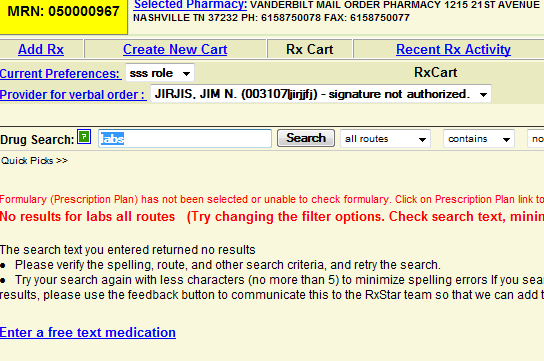 MRN: 050000967
Selected Pharmacy: VANDERBILT MAIL ORDER PHARMACY 1215 21ST AVENUE
NASHVILLE TN 37232 PH: 6158750078 FAX: 6158750077
Add Rx Create New Cart Rx Cart Recent Rx Activity
Current Preferences: sss role RxCart
Provider for verbal order : JIRJIS, JIM N. (003107|jirjjfj) - signature not authorized.
Drug Search: ? labs Search all routes contains no
Quick Picks >>
Formulary (Prescription Plan) has not been selected or unable to check formulary. Click on Prescription Plan link to
No results for labs all routes (Try changing the filter options. Check search text, minim
The search text you entered returned no results
● Please verify the spelling, route, and other search criteria, and retry the search.
● Try your search again with less characters (no more than 5) to minimize spelling errors If you sear
results, please use the feedback button to communicate this to the RxStar team so that we can add t
Enter a free text medication